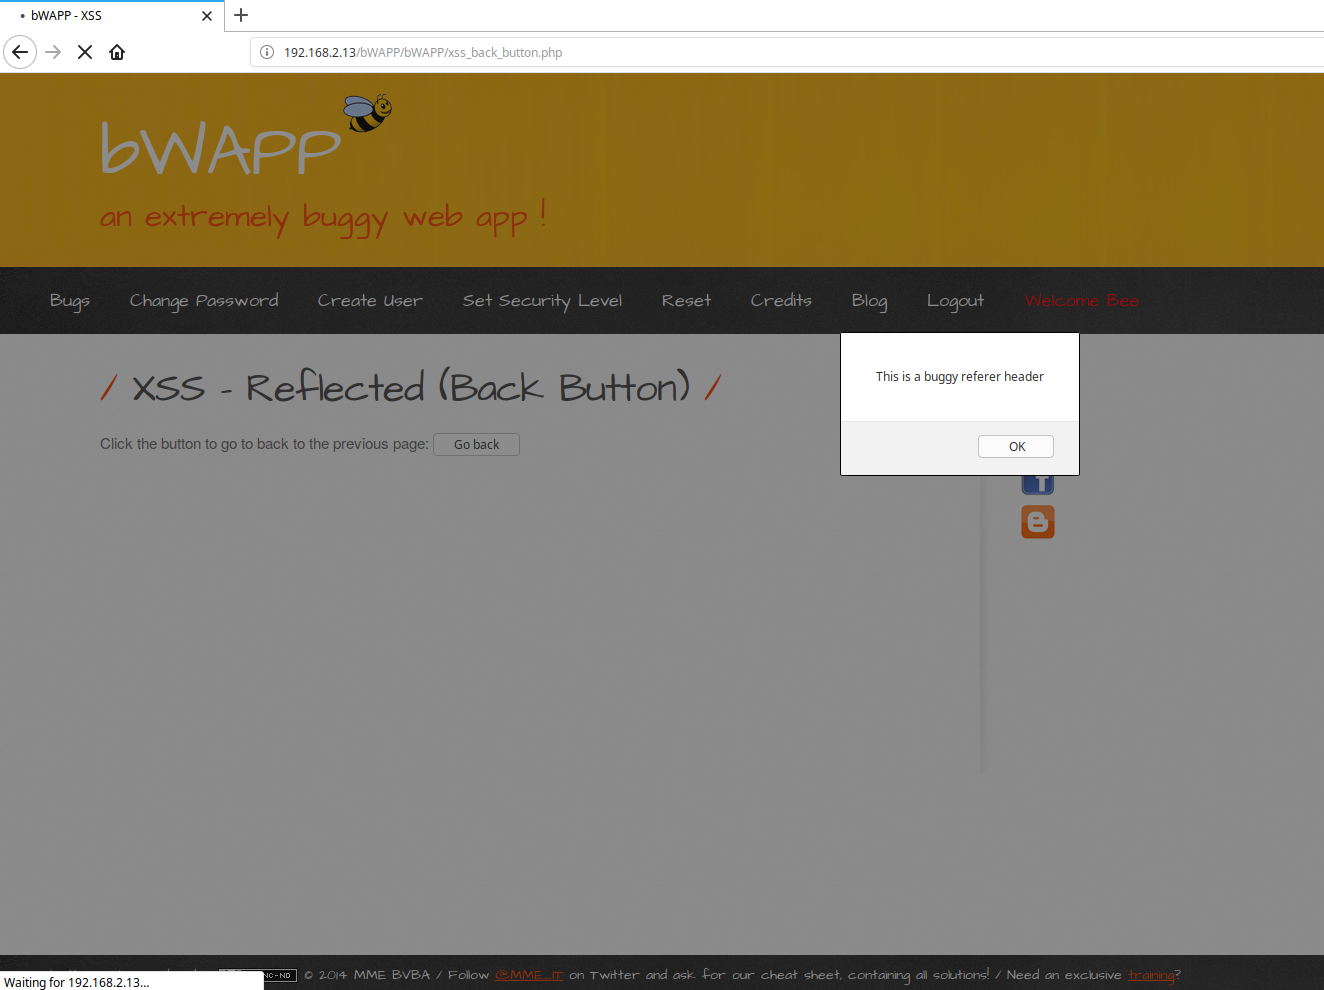 bWAPP - XSS
192.168.2.13/bWAPP/bWAPP/xss_back_button.php
bWAPP
an extremely buggy web app !
Bugs Change Password Create User Set Security Level Reset Credits Blog Logout Welcome Bee
/ XSS - Reflected (Back Button) /
Click the button to go to back to the previous page: Go back
This is a buggy referer header
OK
NC-ND © 2014 MME BVBA / Follow @MME_IT on Twitter and ask for our cheat sheet, containing all solutions! / Need an exclusive training?
Waiting for 192.168.2.13...